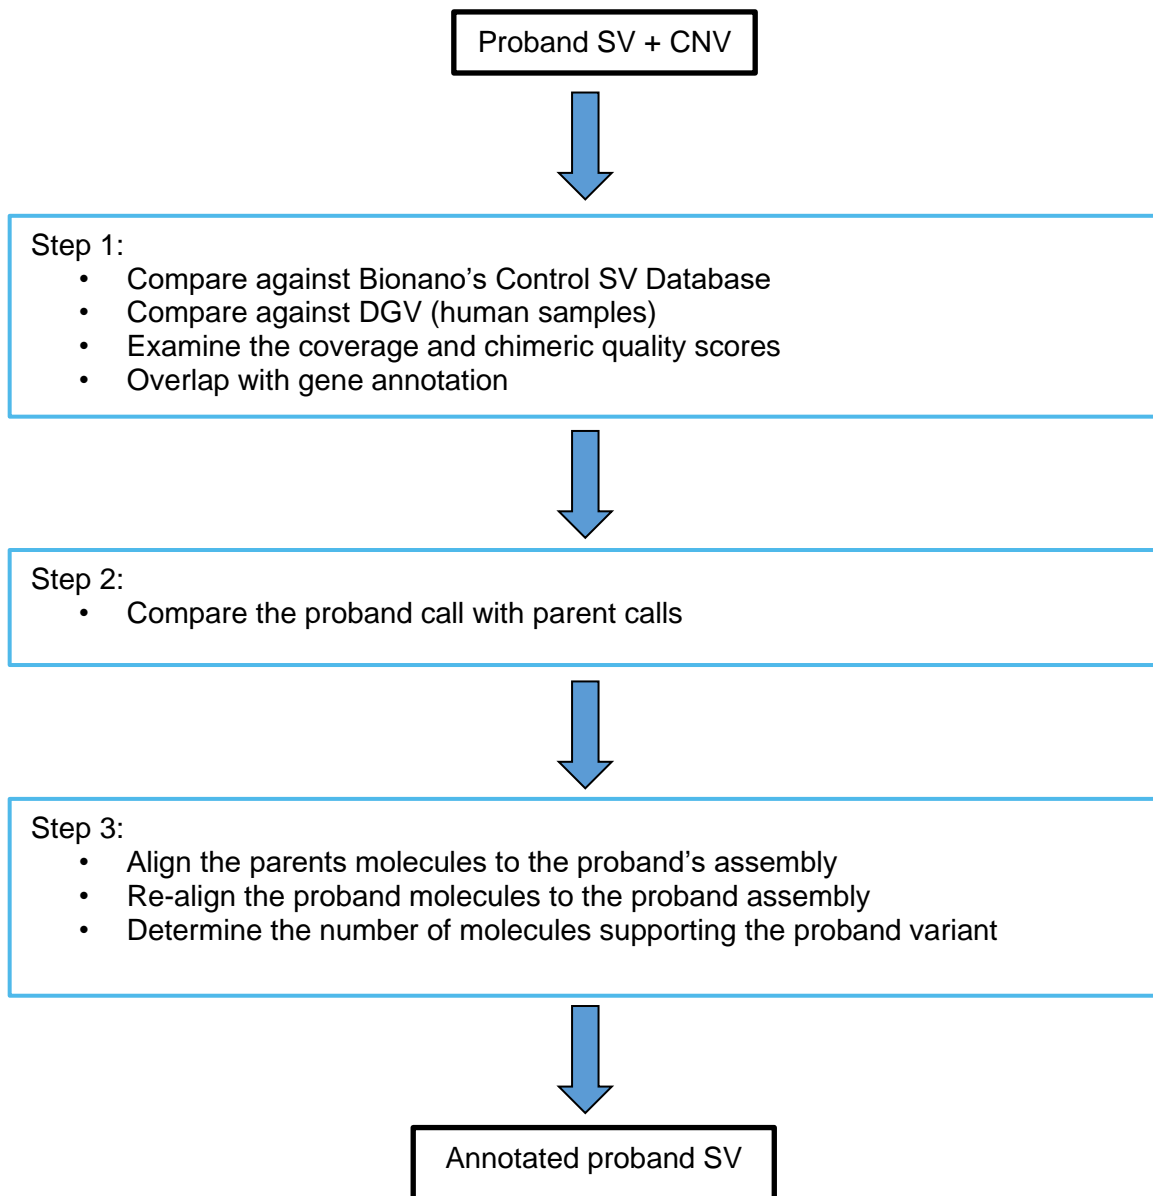 Proband SV + CNV
Step 1:
• Compare against Bionano’s Control SV Database
• Compare against DGV (human samples)
• Examine the coverage and chimeric quality scores
• Overlap with gene annotation
Step 2:
• Compare the proband call with parent calls
Step 3:
• Align the parents molecules to the proband’s assembly
• Re-align the proband molecules to the proband assembly
• Determine the number of molecules supporting the proband variant
Annotated proband SV